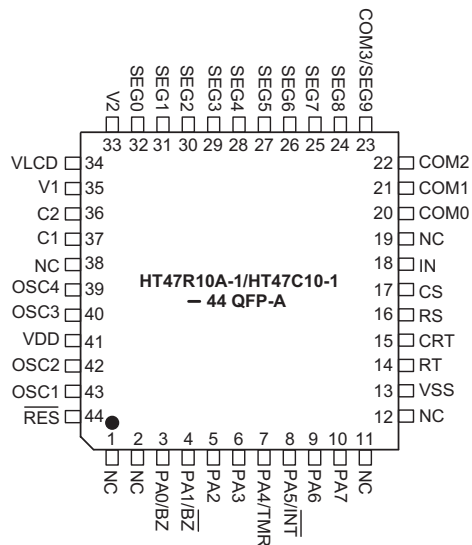 COM3/SEG9
SEG8
SEG7
SEG6
SEG5
SEG4
SEG3
SEG2
SEG1
SEG0
V2
33 32 31 30 29 28 27 26 25 24 23
VLCD 34
V1 35
C2 36
C1 37
NC 38
OSC4 39
OSC3 40
VDD 41
OSC2 42
OSC1 43
RES 44
HT47R10A-1/HT47C10-1
– 44 QFP-A
22 COM2
21 COM1
20 COM0
19 NC
18 IN
17 CS
16 RS
15 CRT
14 RT
13 VSS
12 NC
1 2 3 4 5 6 7 8 9 10 11
NC
NC
PA0/BZ
PA1/BZ
PA2
PA3
PA4/TMR
PA5/INT
PA6
PA7
NC